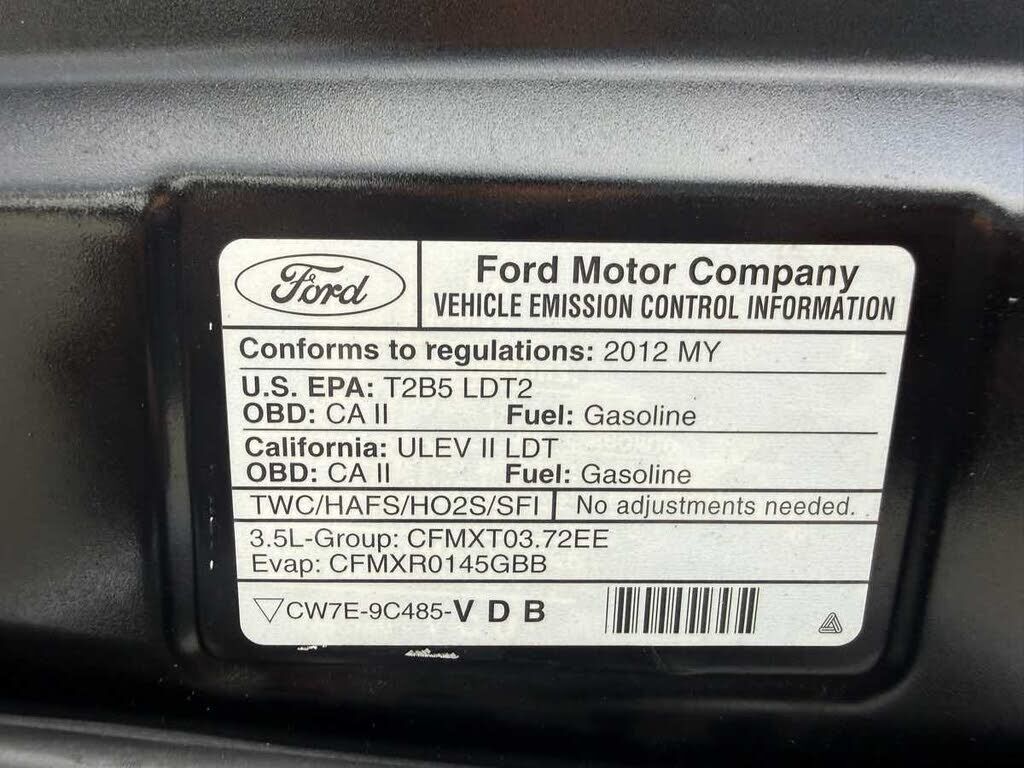 Ford
Ford Motor Company
VEHICLE EMISSION CONTROL INFORMATION
Conforms to regulations: 2012 MY
U.S. EPA: T2B5 LDT2
OBD: CA II Fuel: Gasoline
California: ULEV II LDT
OBD: CA II Fuel: Gasoline
TWC/HAFS/HO2S/SFI No adjustments needed.
3.5L-Group: CFMXT03.72EE
Evap: CFMXR0145GBB
CW7E-9C485-V D B